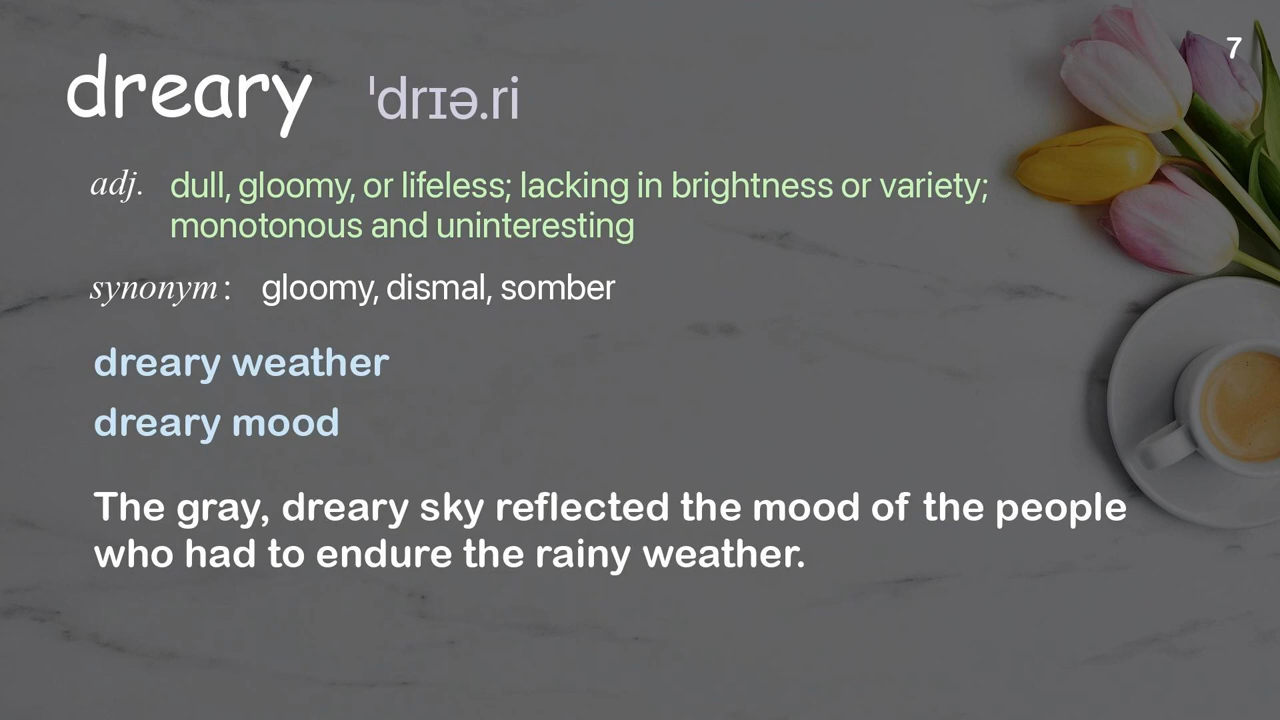 7
dreary ˈdrɪə.ri
adj. dull, gloomy, or lifeless; lacking in brightness or variety;
monotonous and uninteresting
synonym: gloomy, dismal, somber
dreary weather
dreary mood
The gray, dreary sky reflected the mood of the people
who had to endure the rainy weather.